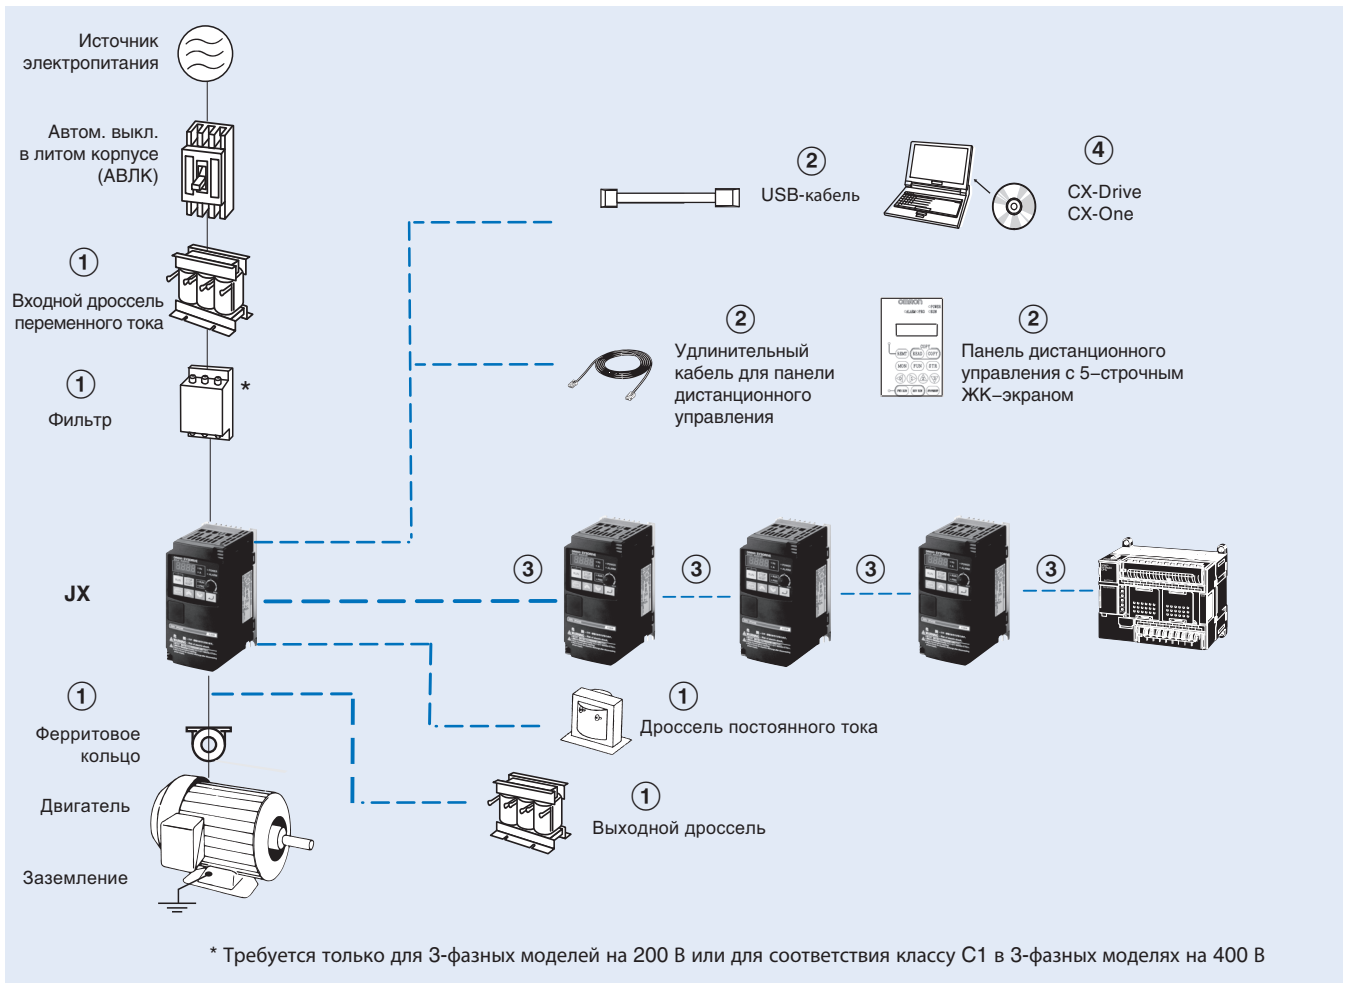 Источник
электропитания
Автом. выкл.
в литом корпусе
(АВЛК)
1
Входной дроссель
переменного тока
1
*
Фильтр
2
USB-кабель
4
CX-Drive
CX-One
2
Удлинительный
кабель для панели
дистанционного
управления
OMRON
2
Панель дистанционного
управления с 5–строчным
ЖК–экраном
JX
3
3
3
3
1
Ферритовое
кольцо
Двигатель
Заземление
1
Дроссель постоянного тока
1
Выходной дроссель
* Требуется только для 3-фазных моделей на 200 В или для соответствия классу C1 в 3-фазных моделях на 400 В